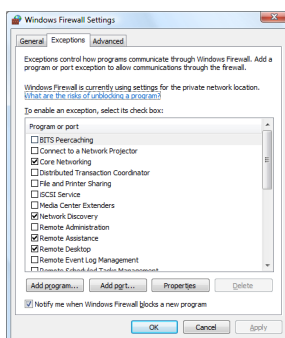 Windows Firewall Settings
General Exceptions Advanced
Exceptions control how programs communicate through Windows Firewall. Add a
program or port exception to allow communications through the firewall.
Windows Firewall is currently using settings for the private network location.
What are the risks of unblocking a program?
To enable an exception, select its check box:
Program or port
BITS Peercaching
Connect to a Network Projector
Core Networking
Distributed Transaction Coordinator
File and Printer Sharing
iSCSI Service
Media Center Extenders
Network Discovery
Remote Administration
Remote Assistance
Remote Desktop
Remote Event Log Management
Remote Scheduled Tasks Management
Add program... Add port... Properties Delete
Notify me when Windows Firewall blocks a new program
OK Cancel Apply